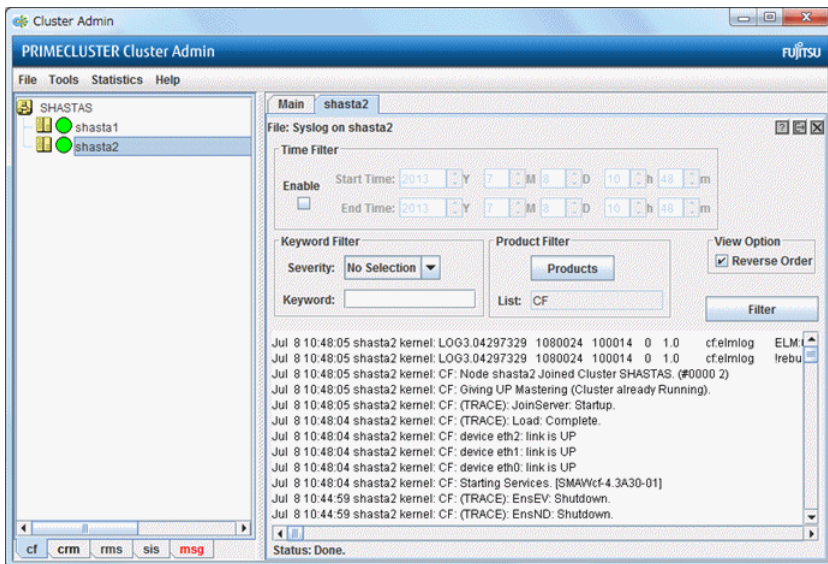 Cluster Admin
PRIMECLUSTER Cluster Admin
FUJITSU
File Tools Statistics Help
SHASTAS
shasta1
shasta2
Main shasta2
File: Syslog on shasta2
Time Filter
Enable
Start Time: 2013 Y 7 M 8 D 10 h 48 m
End Time: 2013 Y 7 M 8 D 10 h 48 m
Keyword Filter
Severity: No Selection
Keyword:
Product Filter
Products
List: CF
View Option
Reverse Order
Filter
Jul 8 10:48:05 shasta2 kernel: LOG3.04297329 1080024 100014 0 1.0 cf:elmlog ELM:
Jul 8 10:48:05 shasta2 kernel: LOG3.04297329 1080024 100014 0 1.0 cf:elmlog !rebu
Jul 8 10:48:05 shasta2 kernel: CF: Node shasta2 Joined Cluster SHASTAS. (#0000 2)
Jul 8 10:48:05 shasta2 kernel: CF: Giving UP Mastering (Cluster already Running).
Jul 8 10:48:05 shasta2 kernel: CF: (TRACE): JoinServer: Startup.
Jul 8 10:48:04 shasta2 kernel: CF: (TRACE): Load: Complete.
Jul 8 10:48:04 shasta2 kernel: CF: device eth2: link is UP
Jul 8 10:48:04 shasta2 kernel: CF: device eth1: link is UP
Jul 8 10:48:04 shasta2 kernel: CF: device eth0: link is UP
Jul 8 10:48:04 shasta2 kernel: CF: Starting Services. [SMAWcf-4.3A30-01]
Jul 8 10:44:59 shasta2 kernel: CF: (TRACE): EnsEV: Shutdown.
Jul 8 10:44:59 shasta2 kernel: CF: (TRACE): EnsND: Shutdown.
cf crm rms sis msg
Status: Done.